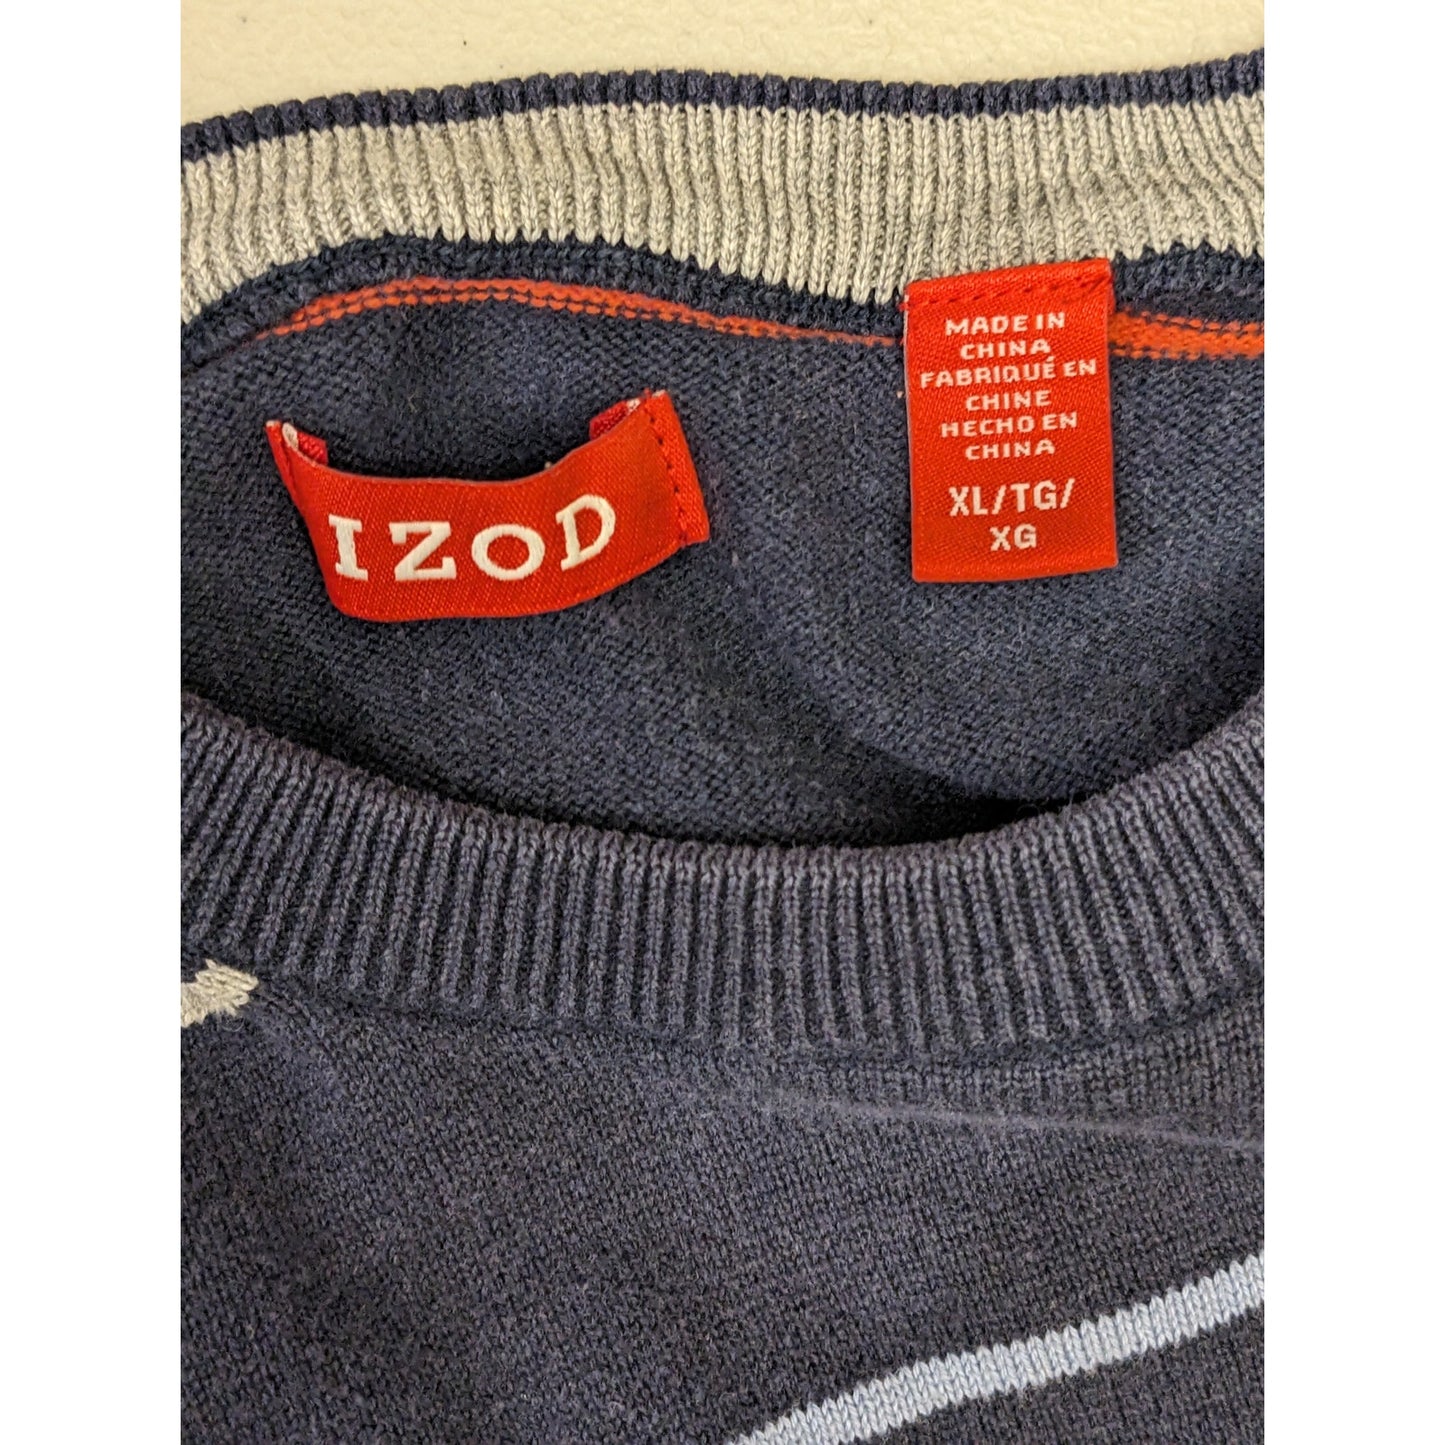 IZOD
MADE IN
CHINA
FABRIQUÉ EN
CHINE
HECHO EN
CHINA
XL/TG/
XG